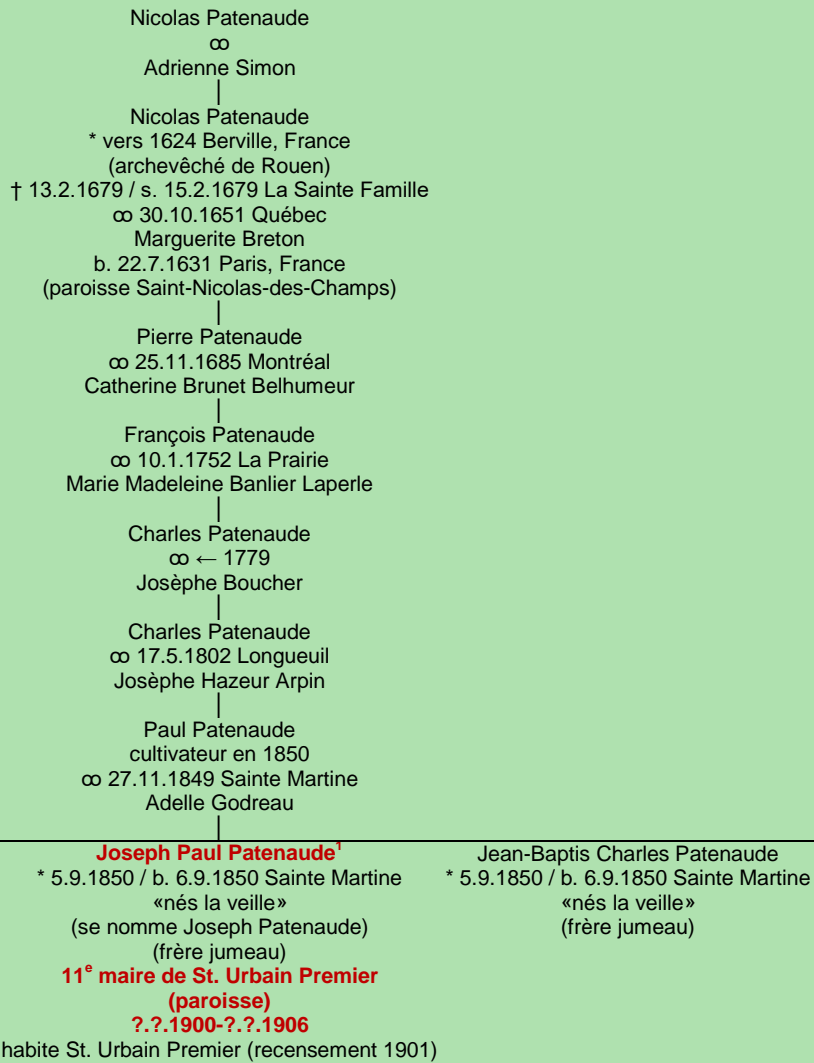 Nicolas Patenaude
ꝏ
Adrienne Simon
Nicolas Patenaude
* vers 1624 Berville, France
(archevêché de Rouen)
† 13.2.1679 / s. 15.2.1679 La Sainte Famille
ꝏ 30.10.1651 Québec
Marguerite Breton
b. 22.7.1631 Paris, France
(paroisse Saint-Nicolas-des-Champs)
Pierre Patenaude
ꝏ 25.11.1685 Montréal
Catherine Brunet Belhumeur
François Patenaude
ꝏ 10.1.1752 La Prairie
Marie Madeleine Banlier Laperle
Charles Patenaude
ꝏ ← 1779
Josèphe Boucher
Charles Patenaude
ꝏ 17.5.1802 Longueuil
Josèphe Hazeur Arpin
Paul Patenaude
cultivateur en 1850
ꝏ 27.11.1849 Sainte Martine
Adelle Godreau
Joseph Paul Patenaude¹
* 5.9.1850 / b. 6.9.1850 Sainte Martine
«nés la veille»
(se nomme Joseph Patenaude)
(frère jumeau)
11e maire de St. Urbain Premier
(paroisse)
?.?.1900-?.?.1906
habite St. Urbain Premier (recensement 1901)
Jean-Baptis Charles Patenaude
* 5.9.1850 / b. 6.9.1850 Sainte Martine
«nés la veille»
(frère jumeau)